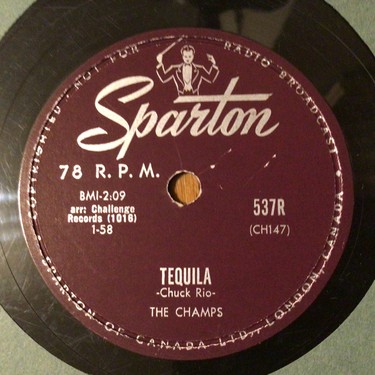 COPYRIGHTED / NOT FOR RADIO BROADCAST
Sparton
78 R. P. M.
BMI-2:09
arr: Challenge
Records (1016)
1-58
537R
(CH147)
TEQUILA
-Chuck Rio-
THE CHAMPS
SPARTON OF CANADA LTD., LONDON, CANADA